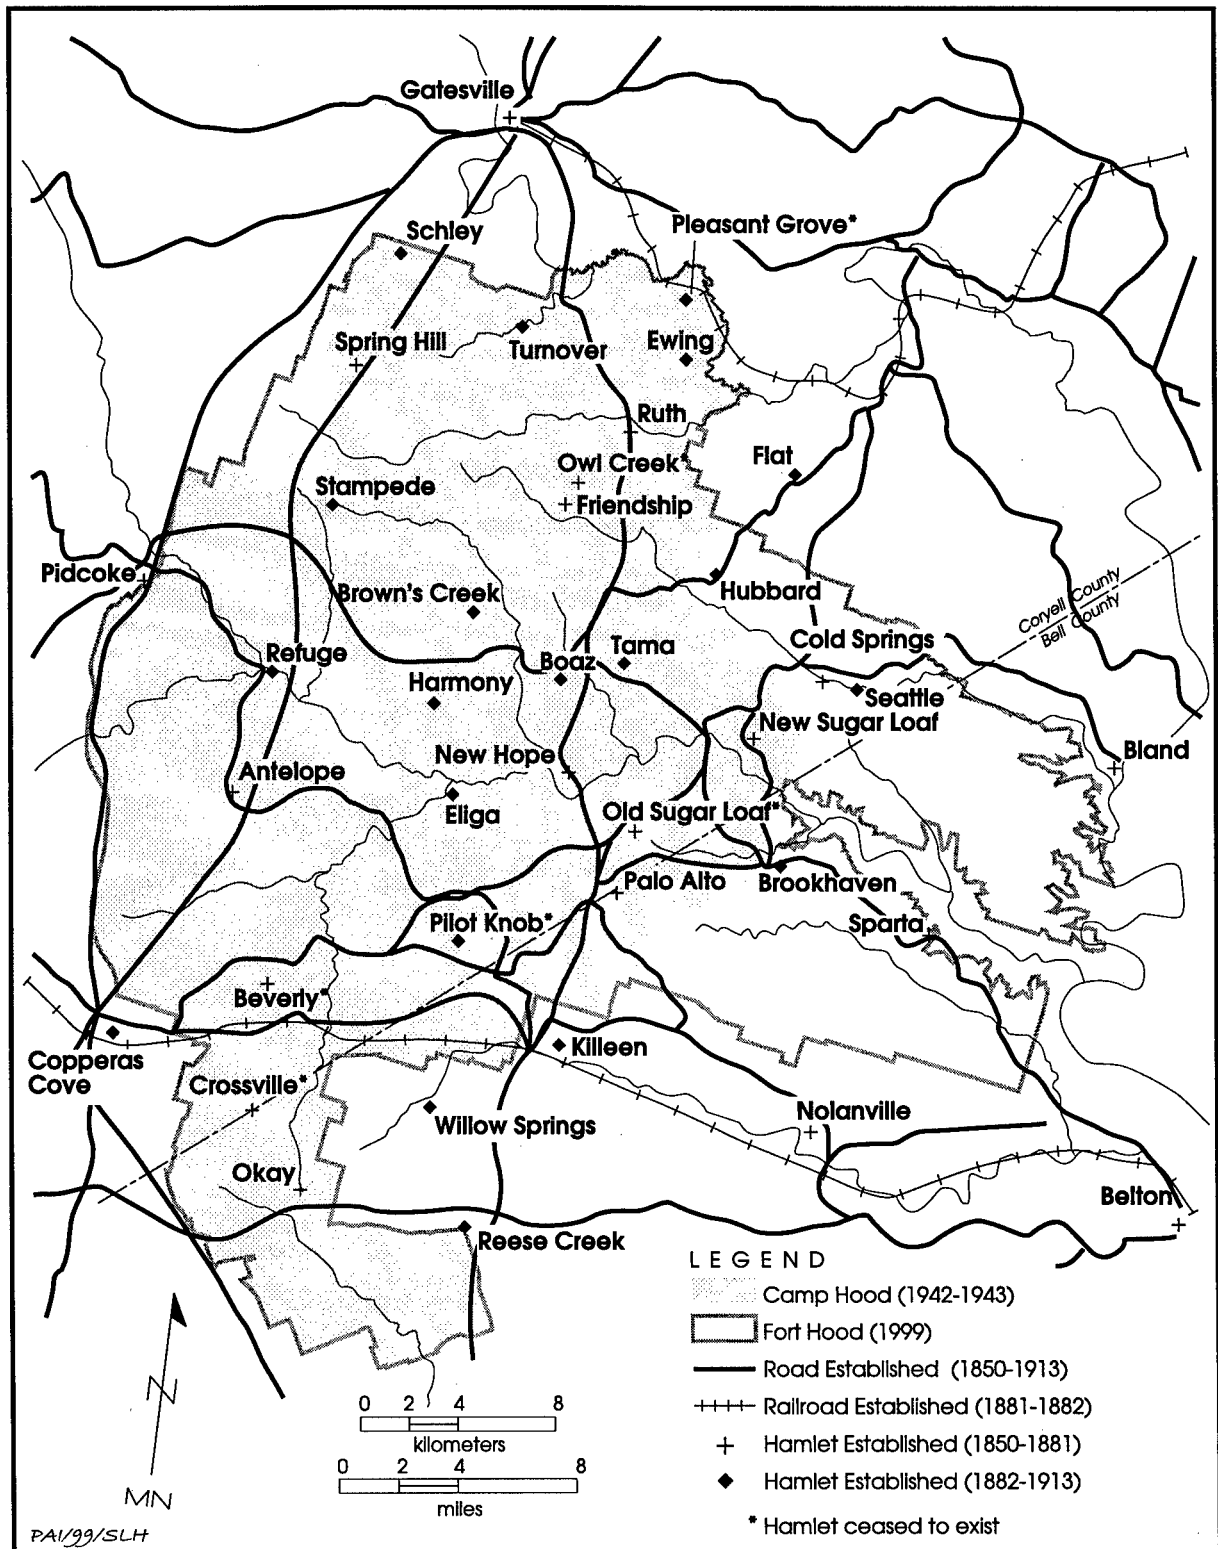 Gatesville
Schley
Pleasant Grove*
Spring Hill
Turnover
Ewing
Ruth
Owl Creek*
Flat
Stampede
Friendship
Pidcoke
Brown's Creek
Hubbard
Coryell County
Bell County
Refuge
Boaz
Tama
Cold Springs
Harmony
Seattle
New Sugar Loaf
New Hope
Bland
Antelope
Eliga
Old Sugar Loaf*
Palo Alto
Brookhaven
Pilot Knob*
Sparta
Beverly*
Copperas
Cove
Killeen
Crossville*
Willow Springs
Nolanville
Okay
Belton
Reese Creek
LEGEND
Camp Hood (1942-1943)
Fort Hood (1999)
Road Established (1850-1913)
Railroad Established (1881-1882)
Hamlet Established (1850-1881)
Hamlet Established (1882-1913)
* Hamlet ceased to exist
N
MN
0 2 4 8
kilometers
0 2 4 8
miles
PAI/99/SLH